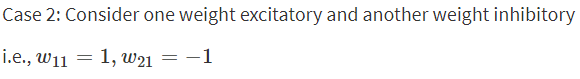 Case 2: Consider one weight excitatory and another weight inhibitory
i.e., w₁₁ = 1, w₂₁ = −1